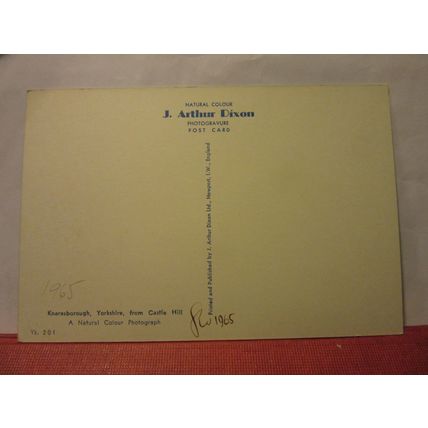 NATURAL COLOUR
J. Arthur Dixon
PHOTOGRAVURE
POST CARD
Printed and Published by J. Arthur Dixon Ltd., Newport, I.W., England
1965
Knaresborough, Yorkshire, from Castle Hill
A Natural Colour Photograph
Yk. 201
1965